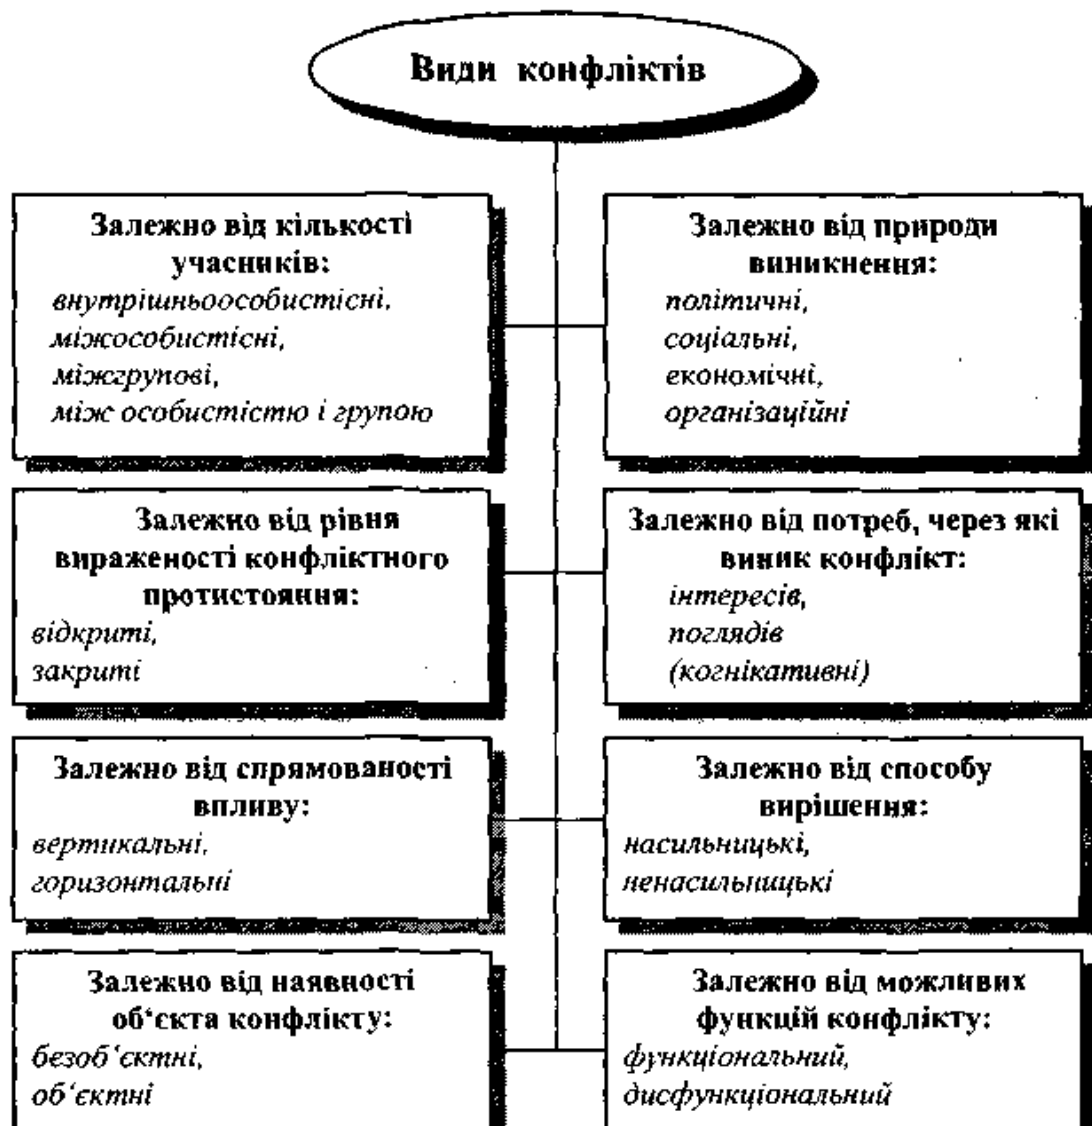 Види конфліктів
Залежно від кількості
учасників:
внутрішньоособистісні,
міжособистісні,
міжгрупові,
між особистістю і групою
Залежно від природи
виникнення:
політичні,
соціальні,
економічні,
організаційні
Залежно від рівня
вираженості конфліктного
протистояння:
відкриті,
закриті
Залежно від потреб, через які
виник конфлікт:
інтересів,
поглядів
(когнікативні)
Залежно від спрямованості
впливу:
вертикальні,
горизонтальні
Залежно від способу
вирішення:
насильницькі,
ненасильницькі
Залежно від наявності
об‘єкта конфлікту:
безоб‘єктні,
об‘єктні
Залежно від можливих
функцій конфлікту:
функціональний,
дисфункціональний